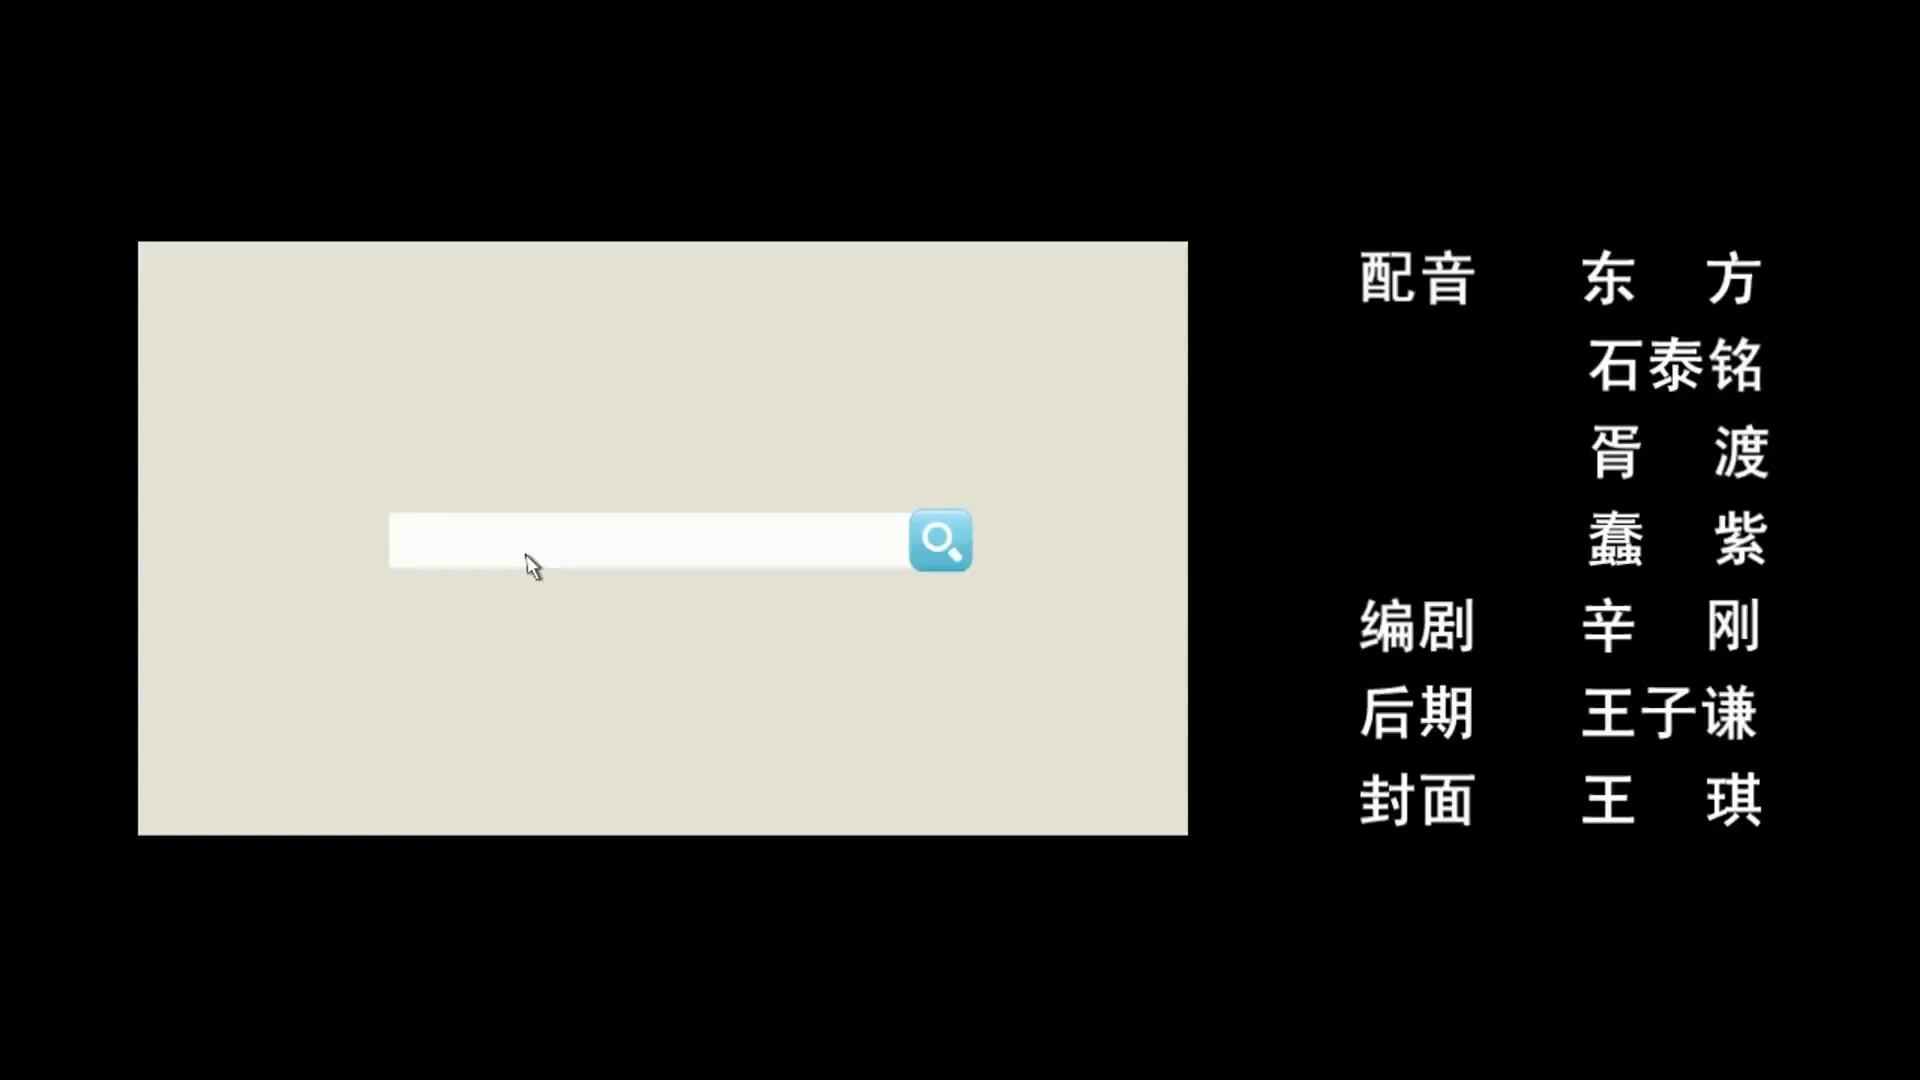 配音 东 方
石泰铭
胥 渡
蠢 紫
编剧 辛 刚
后期 王子谦
封面 王 琪